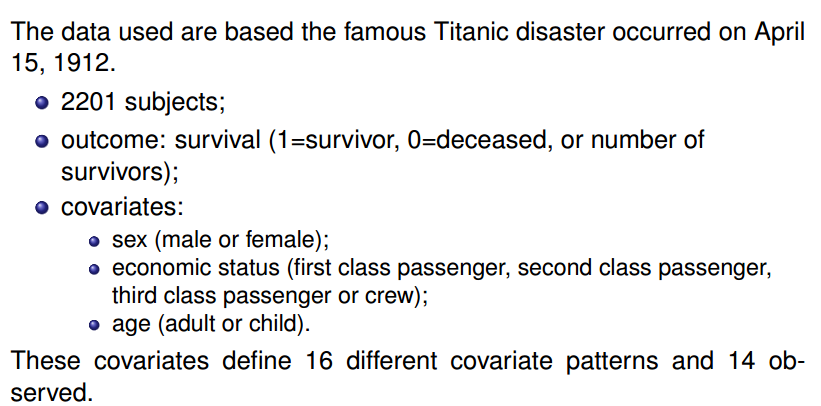 The data used are based the famous Titanic disaster occurred on April
15, 1912.
2201 subjects;
outcome: survival (1=survivor, 0=deceased, or number of
survivors);
covariates:
sex (male or female);
economic status (first class passenger, second class passenger,
third class passenger or crew);
age (adult or child).
These covariates define 16 different covariate patterns and 14 ob-
served.